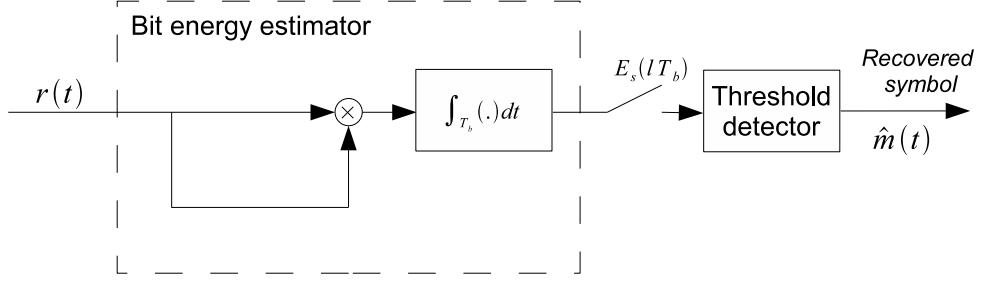 Bit energy estimator
r(t)
×
∫_{T_b}(.)dt
E_s(lT_b)
Threshold
detector
Recovered
symbol
m̂(t)